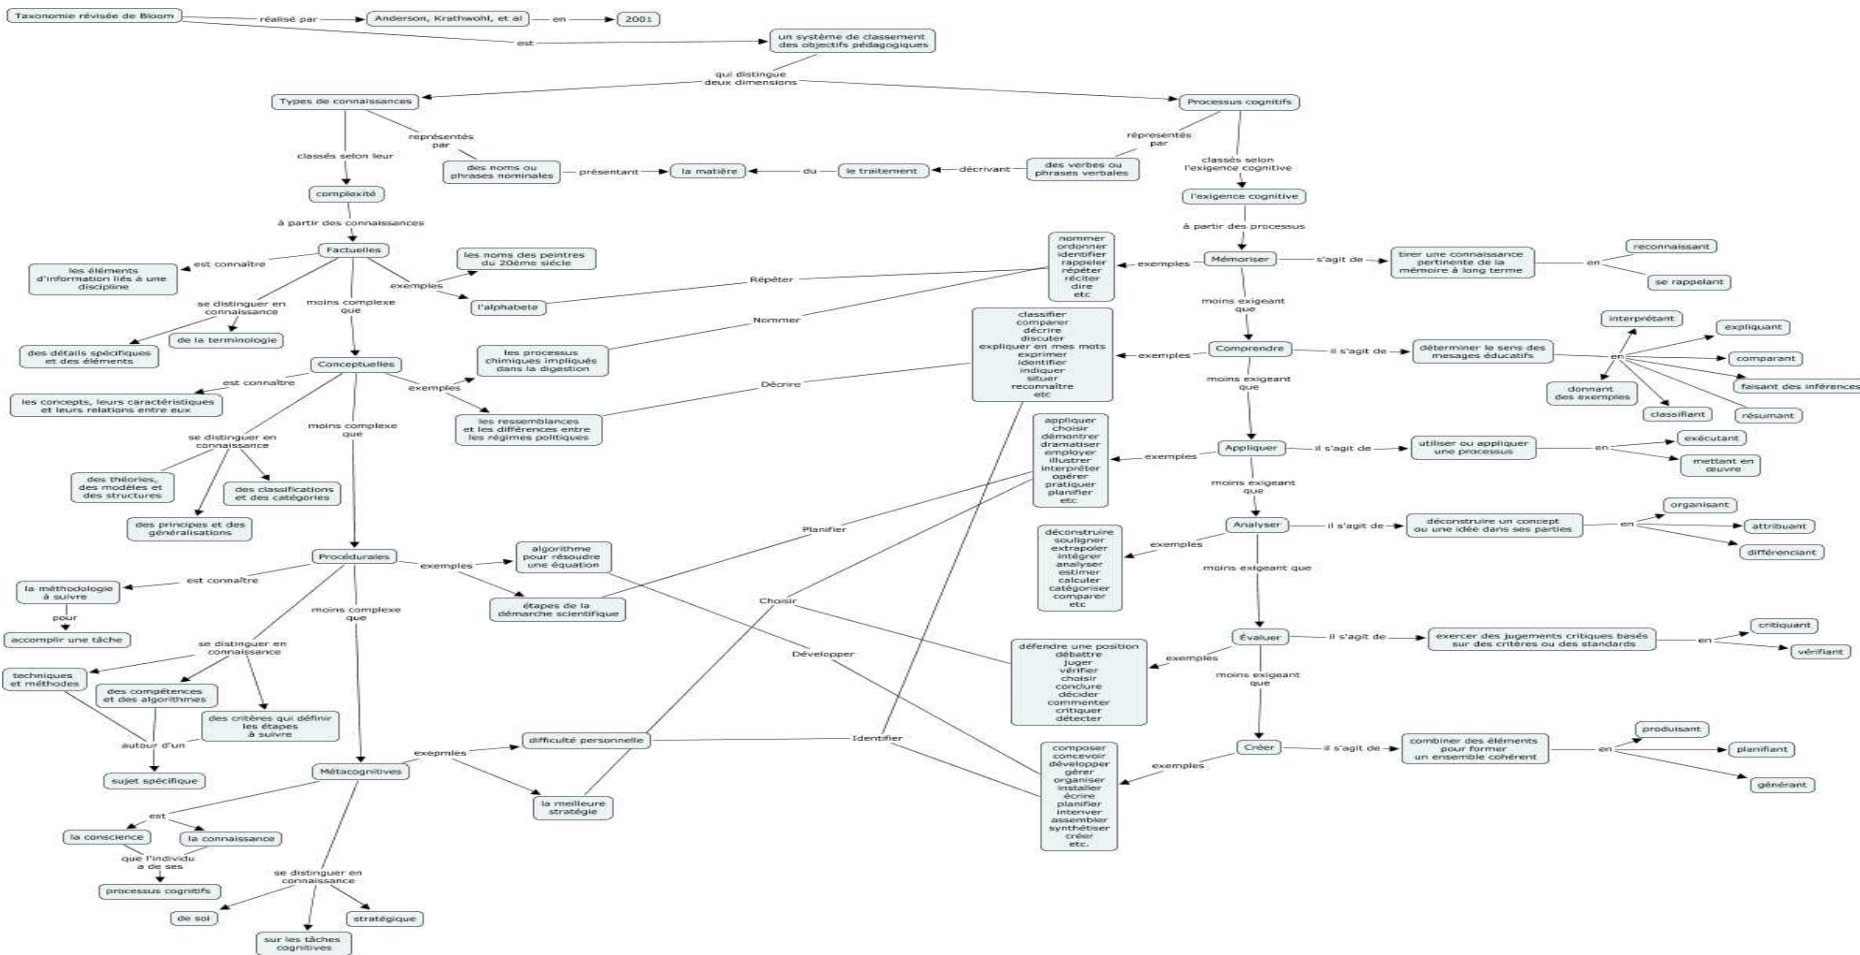 Taxonomie révisée de Bloom
réalisé par
Anderson, Krathwohl, et al
en
2001
est
un système de classement
des objectifs pédagogiques
qui distingue
deux dimensions
Types de connaissances
Processus cognitifs
représentés
par
réprésentés
par
classés selon leur
classés selon
l'exigence cognitive
des noms ou
phrases nominales
présentant
la matière
du
le traitement
décrivant
des verbes ou
phrases verbales
complexité
l'exigence cognitive
à partir des connaissances
à partir des processus
Factuelles
est connaître
les éléments
d'information liés à une
discipline
se distinguer en
connaissance
des détails spécifiques
et des éléments
de la terminologie
moins complexe
que
exemples
les noms des peintres
du 20ème siécle
l'alphabete
Répéter
nommer
ordonner
identifier
rappeler
répéter
réciter
dire
etc
exemples
Mémoriser
s'agit de
tirer une connaissance
pertinente de la
mémoire à long terme
en
reconnaissant
se rappelant
moins exigeant
que
Nommer
Conceptuelles
est connaître
les concepts, leurs caractéristiques
et leurs relations entre eux
exemples
les processus
chimiques impliqués
dans la digestion
les ressemblances
et les différences entre
les régimes politiques
Décrire
classifier
comparer
décrire
discuter
expliquer en mes mots
exprimer
identifier
indiquer
situer
reconnaître
etc
exemples
Comprendre
il s'agit de
déterminer le sens des
mesages éducatifs
en
interprétant
expliquant
comparant
faisant des inférences
résumant
classifiant
donnant
des exemples
moins exigeant
que
se distinguer en
connaissance
des théories,
des modèles et
des structures
des principes et des
généralisations
des classifications
et des catégories
moins complexe
que
appliquer
choisir
démontrer
dramatiser
employer
illustrer
interpréter
opérer
pratiquer
planifier
etc
exemples
Appliquer
il s'agit de
utiliser ou appliquer
une processus
en
exécutant
mettant en
œuvre
moins exigeant
que
Planifier
Procédurales
est connaître
la méthodologie
à suivre
pour
accomplir une tâche
exemples
algorithme
pour résoudre
une équation
étapes de la
démarche scientifique
déconstruire
souligner
extrapoler
intégrer
analyser
estimer
calculer
catégoriser
comparer
etc
exemples
Analyser
il s'agit de
déconstruire un concept
ou une idée dans ses parties
en
organisant
attribuant
différenciant
moins exigeant que
Choisir
moins complexe
que
se distinguer en
connaissance
techniques
et méthodes
des compétences
et des algorithmes
des critères qui définir
les étapes
à suivre
autour d'un
sujet spécifique
Développer
défendre une position
débattre
juger
vérifier
choisir
conclure
décider
commenter
critiquer
détecter
exemples
Évaluer
il s'agit de
exercer des jugements critiques basés
sur des critères ou des standards
en
critiquant
vérifiant
moins exigeant
que
Métacognitives
exepmles
difficulté personnelle
la meilleure
stratégie
Identifier
composer
concevoir
développer
gérer
organiser
installer
écrire
planifier
intenver
assembler
synthétiser
créer
etc.
exemples
Créer
il s'agit de
combiner des éléments
pour former
un ensemble cohérent
en
produisant
planifiant
générant
est
la conscience
la connaissance
que l'individu
a de ses
processus cognitifs
se distinguer en
connaissance
de soi
sur les tâches
cognitives
stratégique